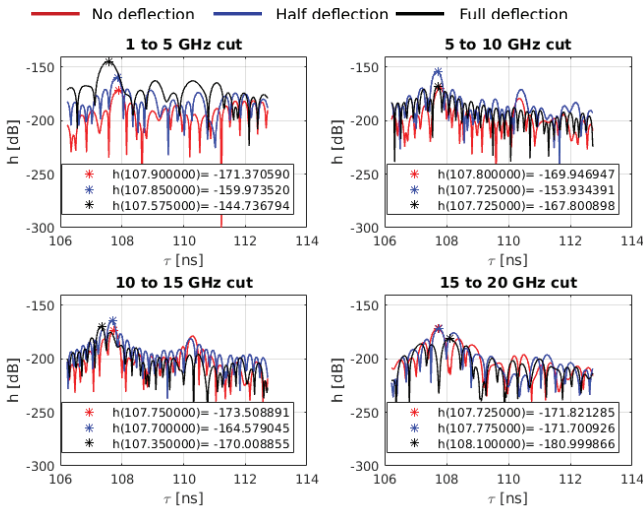 No deflection Half deflection Full deflection
1 to 5 GHz cut
h [dB]
-150
-200
-250
-300
h(107.900000)= -171.370590
h(107.850000)= -159.973520
h(107.575000)= -144.736794
106 108 110 112 114
τ [ns]
5 to 10 GHz cut
h [dB]
-150
-200
-250
-300
h(107.800000)= -169.946947
h(107.725000)= -153.934391
h(107.725000)= -167.800898
106 108 110 112 114
τ [ns]
10 to 15 GHz cut
h [dB]
-150
-200
-250
-300
h(107.750000)= -173.508891
h(107.700000)= -164.579045
h(107.350000)= -170.008855
106 108 110 112 114
τ [ns]
15 to 20 GHz cut
h [dB]
-150
-200
-250
-300
h(107.725000)= -171.821285
h(107.775000)= -171.700926
h(108.100000)= -180.999866
106 108 110 112 114
τ [ns]